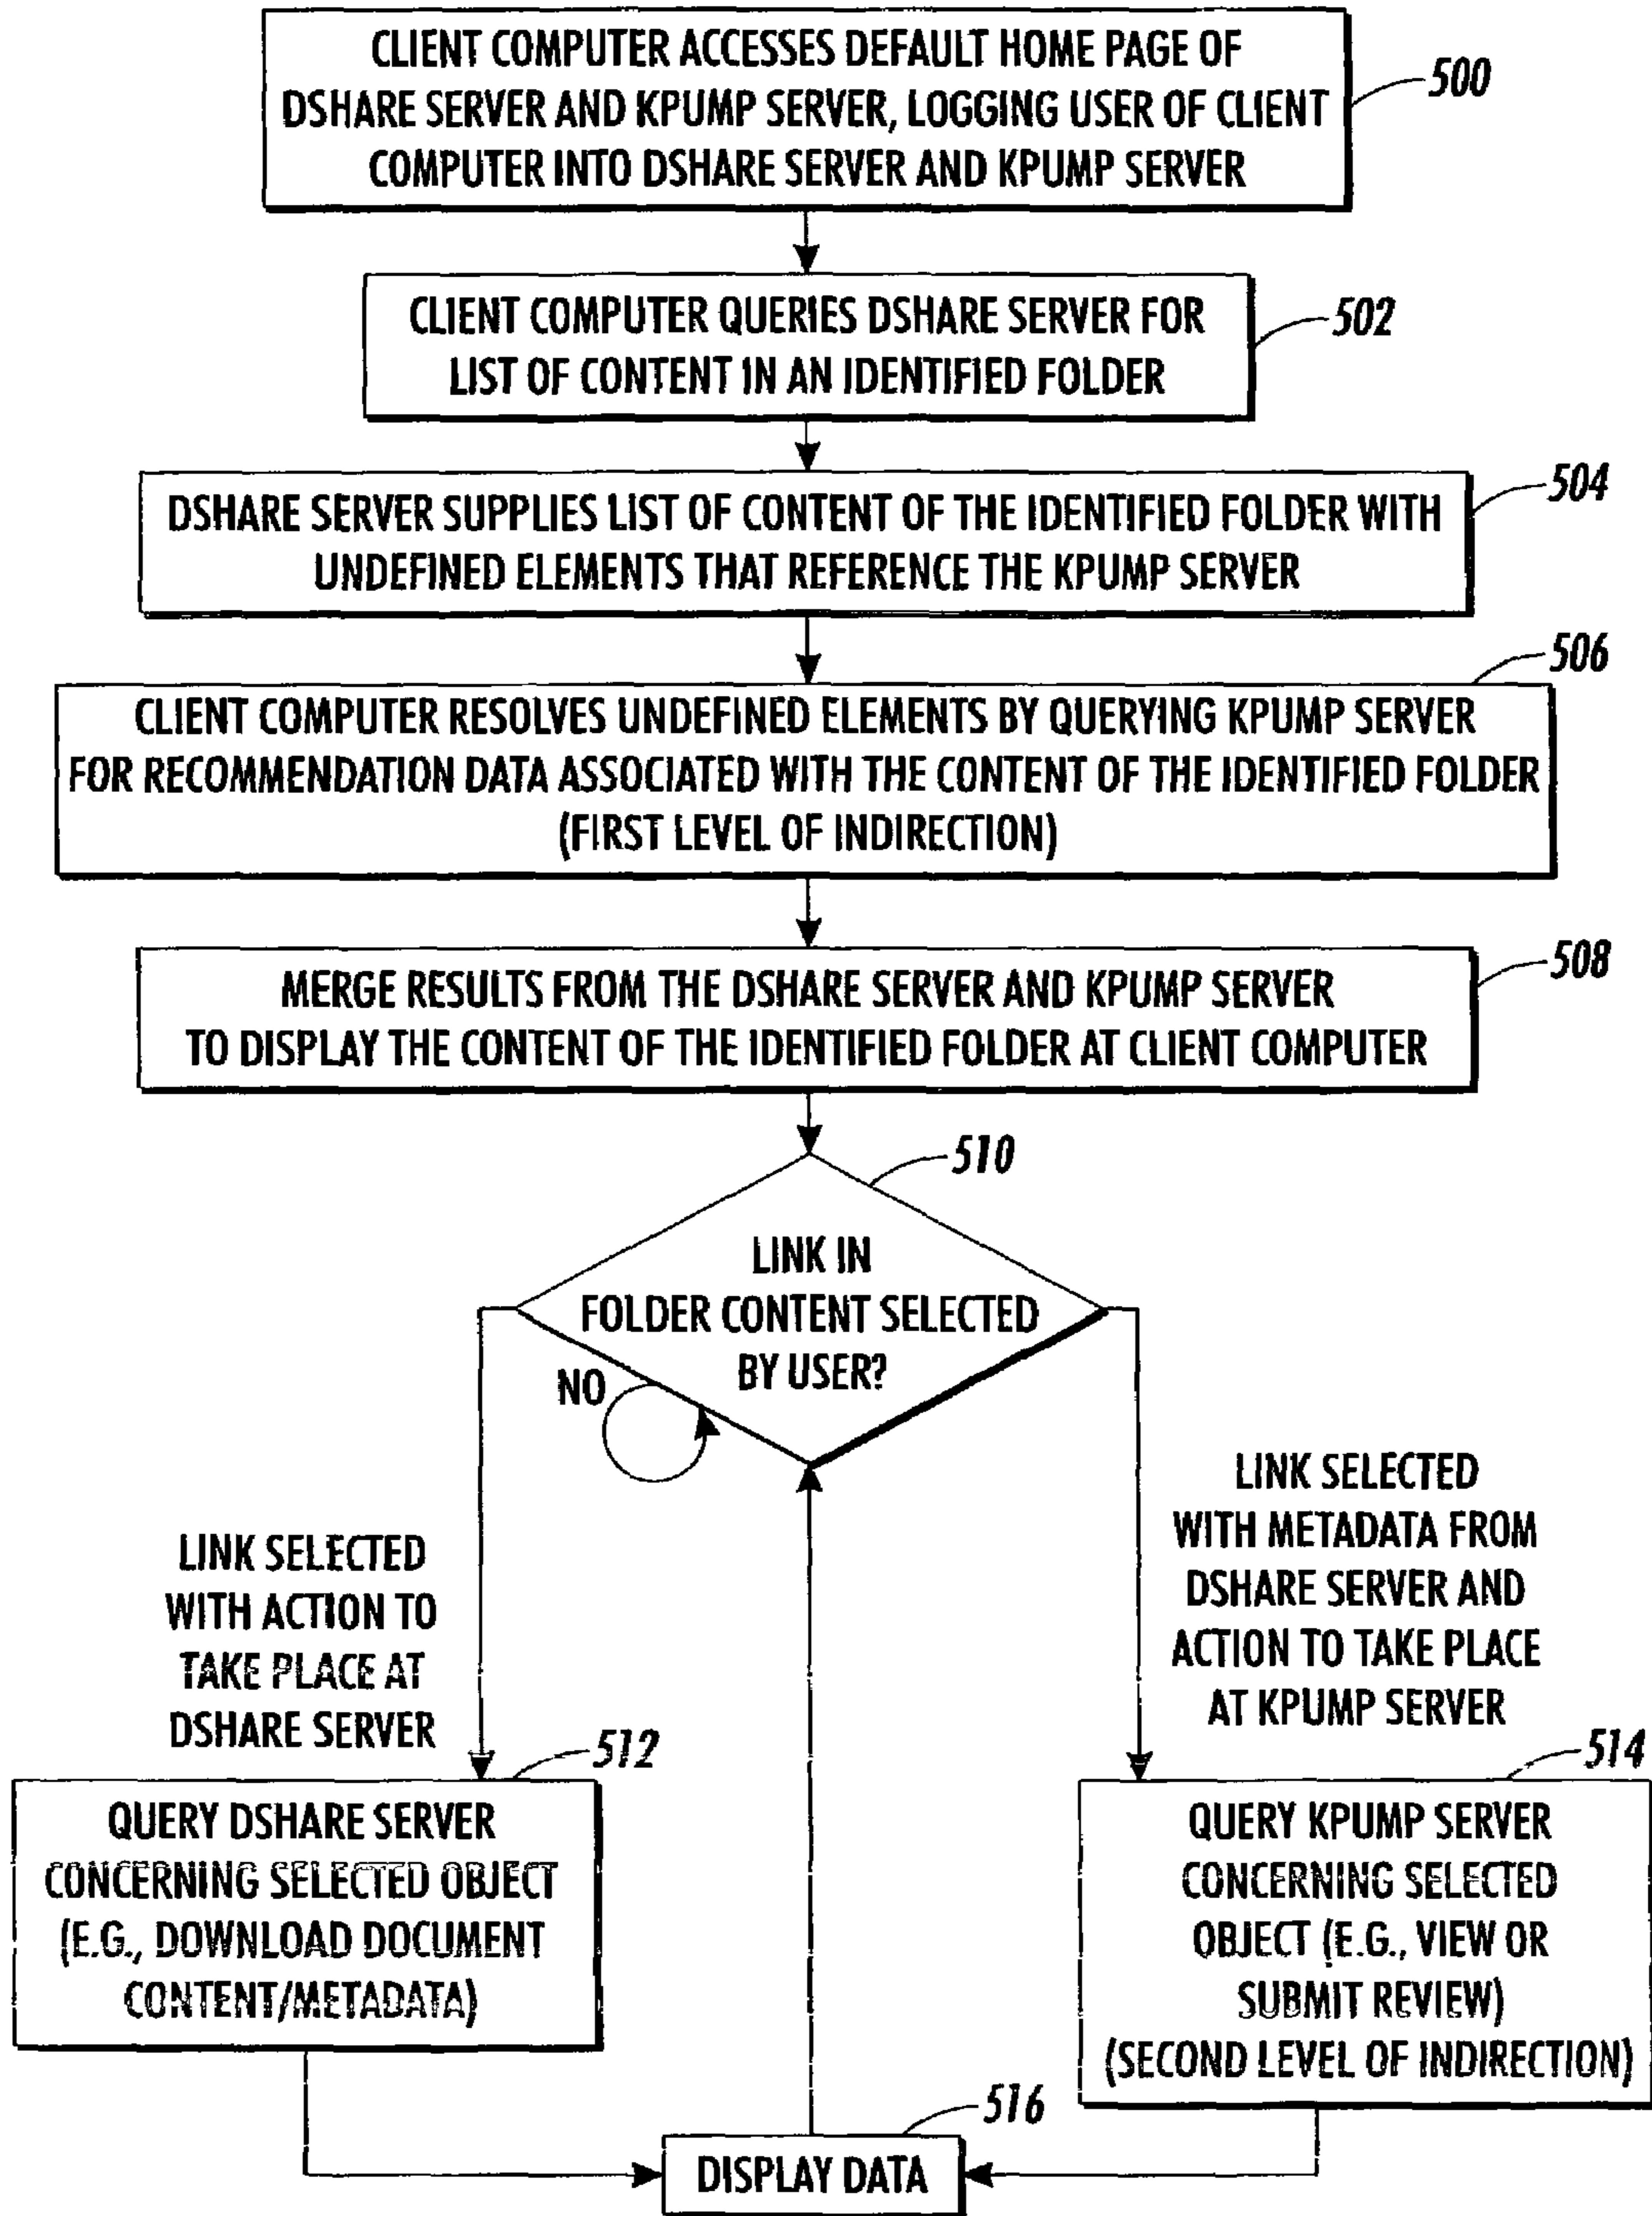 CLIENT COMPUTER ACCESSES DEFAULT HOME PAGE OF
DSHARE SERVER AND KPUMP SERVER, LOGGING USER OF CLIENT
COMPUTER INTO DSHARE SERVER AND KPUMP SERVER
500
CLIENT COMPUTER QUERIES DSHARE SERVER FOR
LIST OF CONTENT IN AN IDENTIFIED FOLDER
502
DSHARE SERVER SUPPLIES LIST OF CONTENT OF THE IDENTIFIED FOLDER WITH
UNDEFINED ELEMENTS THAT REFERENCE THE KPUMP SERVER
504
CLIENT COMPUTER RESOLVES UNDEFINED ELEMENTS BY QUERYING KPUMP SERVER
FOR RECOMMENDATION DATA ASSOCIATED WITH THE CONTENT OF THE IDENTIFIED FOLDER
(FIRST LEVEL OF INDIRECTION)
506
MERGE RESULTS FROM THE DSHARE SERVER AND KPUMP SERVER
TO DISPLAY THE CONTENT OF THE IDENTIFIED FOLDER AT CLIENT COMPUTER
508
510
LINK IN
FOLDER CONTENT SELECTED
BY USER?
NO
LINK SELECTED
WITH ACTION TO
TAKE PLACE AT
DSHARE SERVER
LINK SELECTED
WITH METADATA FROM
DSHARE SERVER AND
ACTION TO TAKE PLACE
AT KPUMP SERVER
512
QUERY DSHARE SERVER
CONCERNING SELECTED OBJECT
(E.G., DOWNLOAD DOCUMENT
CONTENT/METADATA)
514
QUERY KPUMP SERVER
CONCERNING SELECTED
OBJECT (E.G., VIEW OR
SUBMIT REVIEW)
(SECOND LEVEL OF INDIRECTION)
516
DISPLAY DATA